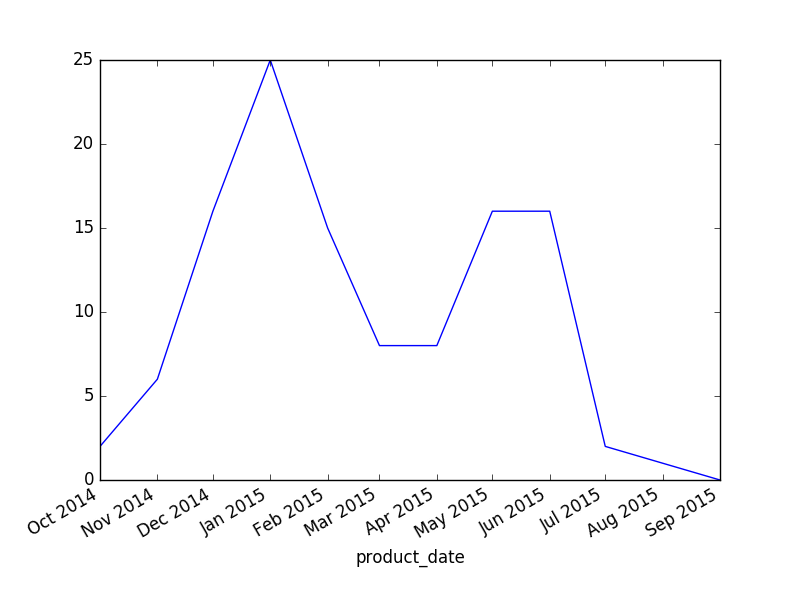 25
20
15
10
5
0
Oct 2014
Nov 2014
Dec 2014
Jan 2015
Feb 2015
Mar 2015
Apr 2015
May 2015
Jun 2015
Jul 2015
Aug 2015
Sep 2015
product_date